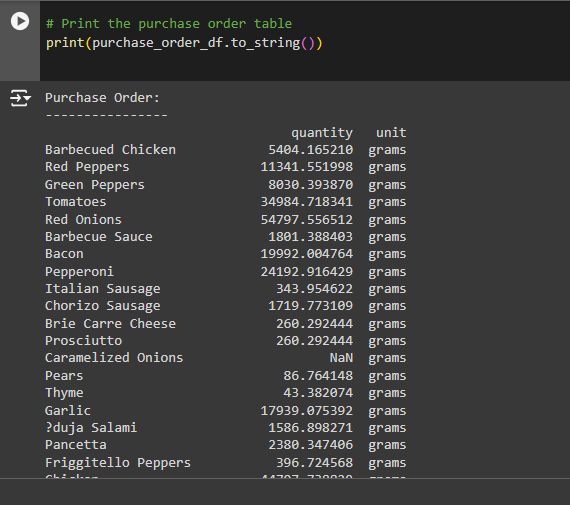 # Print the purchase order table
print(purchase_order_df.to_string())
Purchase Order:
----------------
quantity unit
Barbecued Chicken 5404.165210 grams
Red Peppers 11341.551998 grams
Green Peppers 8030.393870 grams
Tomatoes 34984.718341 grams
Red Onions 54797.556512 grams
Barbecue Sauce 1801.388403 grams
Bacon 19992.004764 grams
Pepperoni 24192.916429 grams
Italian Sausage 343.954622 grams
Chorizo Sausage 1719.773109 grams
Brie Carre Cheese 260.292444 grams
Prosciutto 260.292444 grams
Caramelized Onions NaN grams
Pears 86.764148 grams
Thyme 43.382074 grams
Garlic 17939.075392 grams
?duja Salami 1586.898271 grams
Pancetta 2380.347406 grams
Friggitello Peppers 396.724568 grams